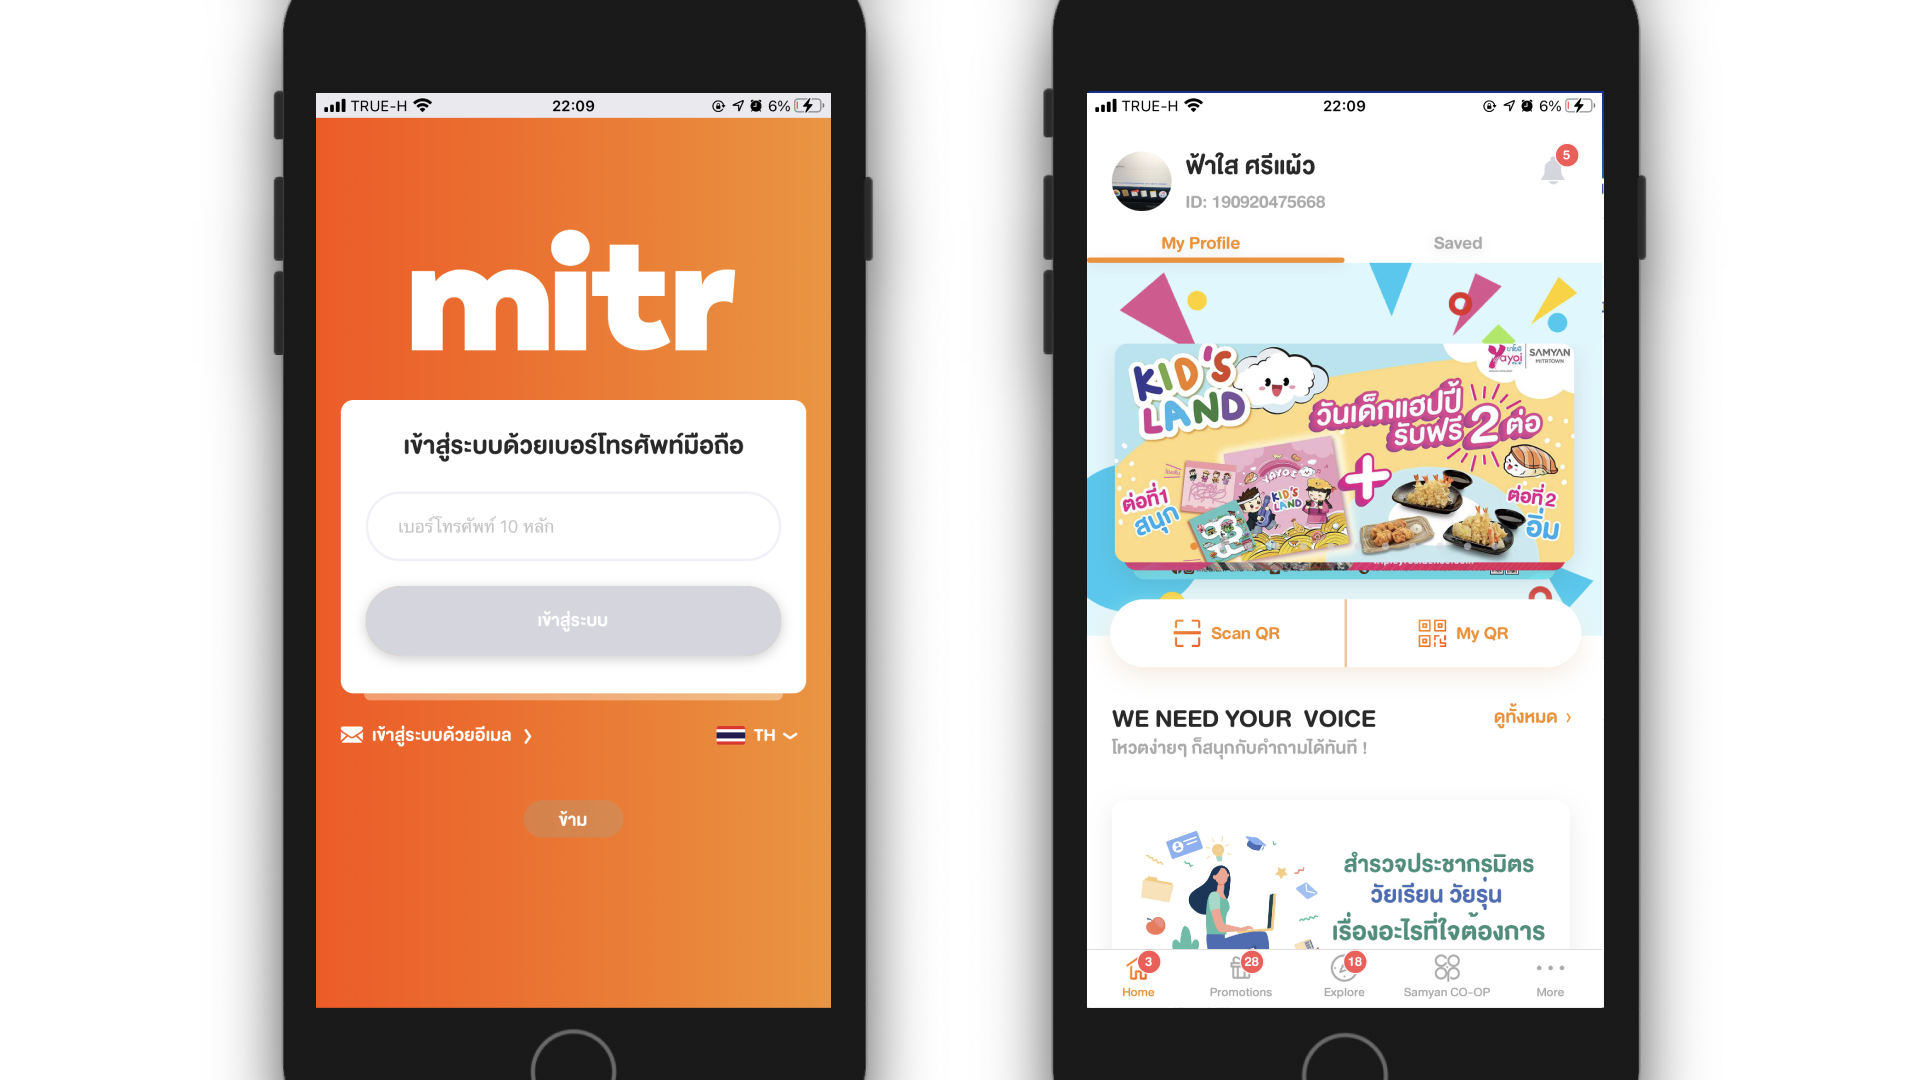 TRUE-H
22:09
6%
mitr
เข้าสู่ระบบด้วยเบอร์โทรศัพท์มือถือ
เบอร์โทรศัพท์ 10 หลัก
เข้าสู่ระบบ
เข้าสู่ระบบด้วยอีเมล
TH
ข้าม
TRUE-H
22:09
6%
ฟ้าใส ศรีแผ้ว
5
ID: 190920475668
My Profile
Saved
ยาโยอิ
Yayoi
SAMYAN
MITRTOWN
KID'S
LAND
วันเด็กแฮปปี้
รับฟรี 2 ต่อ
YAYOI
KID'S
LAND
ต่อที่1
สนุก
ต่อที่2
อิ่ม
Scan QR
My QR
WE NEED YOUR VOICE
ดูทั้งหมด
โหวตง่ายๆ ก็สนุกกับคำถามได้ทันที !
สำรวจประชากรมิตร
วัยเรียน วัยรุ่น
เรื่องอะไรที่ใจต้องการ
3
28
18
Home
Promotions
Explore
Samyan CO-OP
More